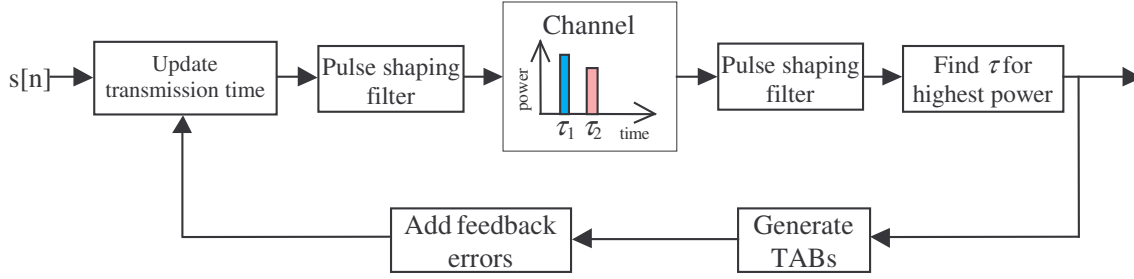 s[n]
Update
transmission time
Pulse shaping
filter
Channel
power
τ1
τ2
time
Pulse shaping
filter
Find τ for
highest power
Add feedback
errors
Generate
TABs